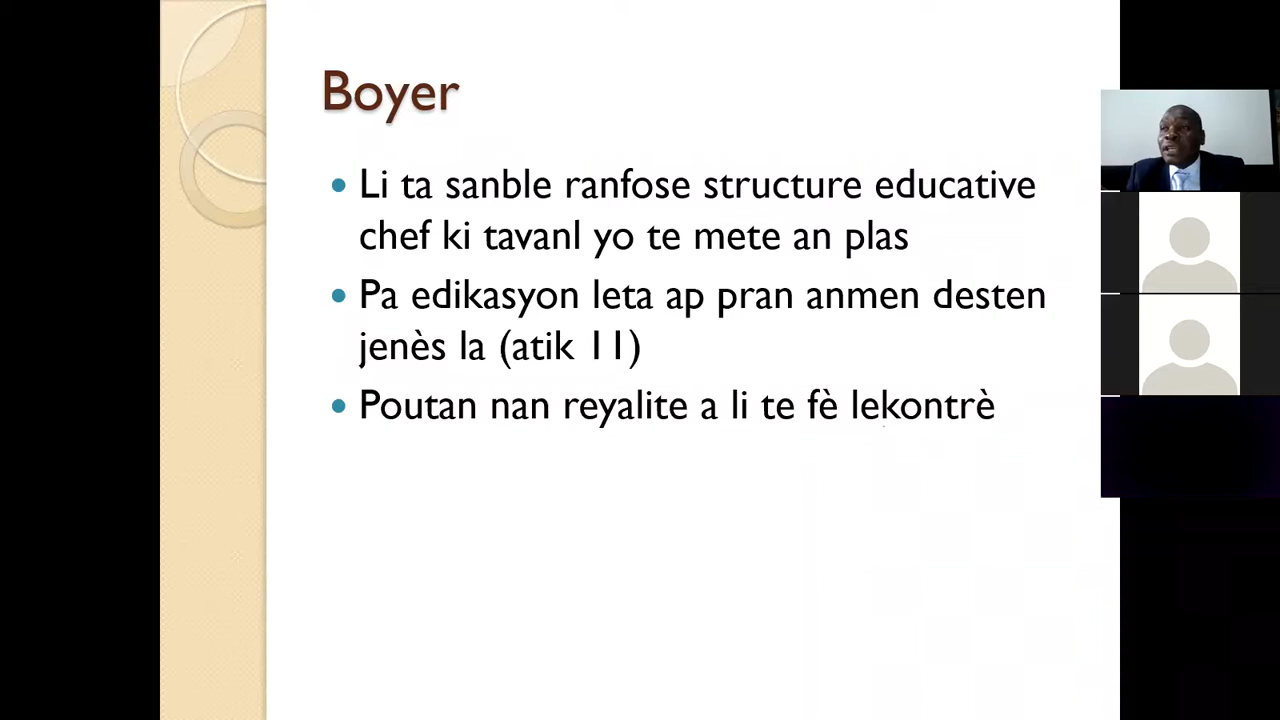 Boyer
• Li ta sanble ranfose structure educative
chef ki tavanl yo te mete an plas
• Pa edikasyon leta ap pran anmen desten
jenès la (atik 11)
• Poutan nan reyalite a li te fè lekontrè